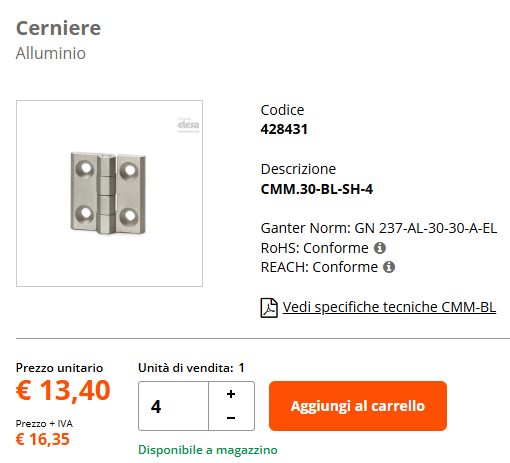 Cerniere
Alluminio
elesa
Codice
428431
Descrizione
CMM.30-BL-SH-4
Ganter Norm: GN 237-AL-30-30-A-EL
RoHS: Conforme
REACH: Conforme
Vedi specifiche tecniche CMM-BL
Prezzo unitario
€ 13,40
Prezzo + IVA
€ 16,35
Unità di vendita: 1
4
+
−
Aggiungi al carrello
Disponibile a magazzino